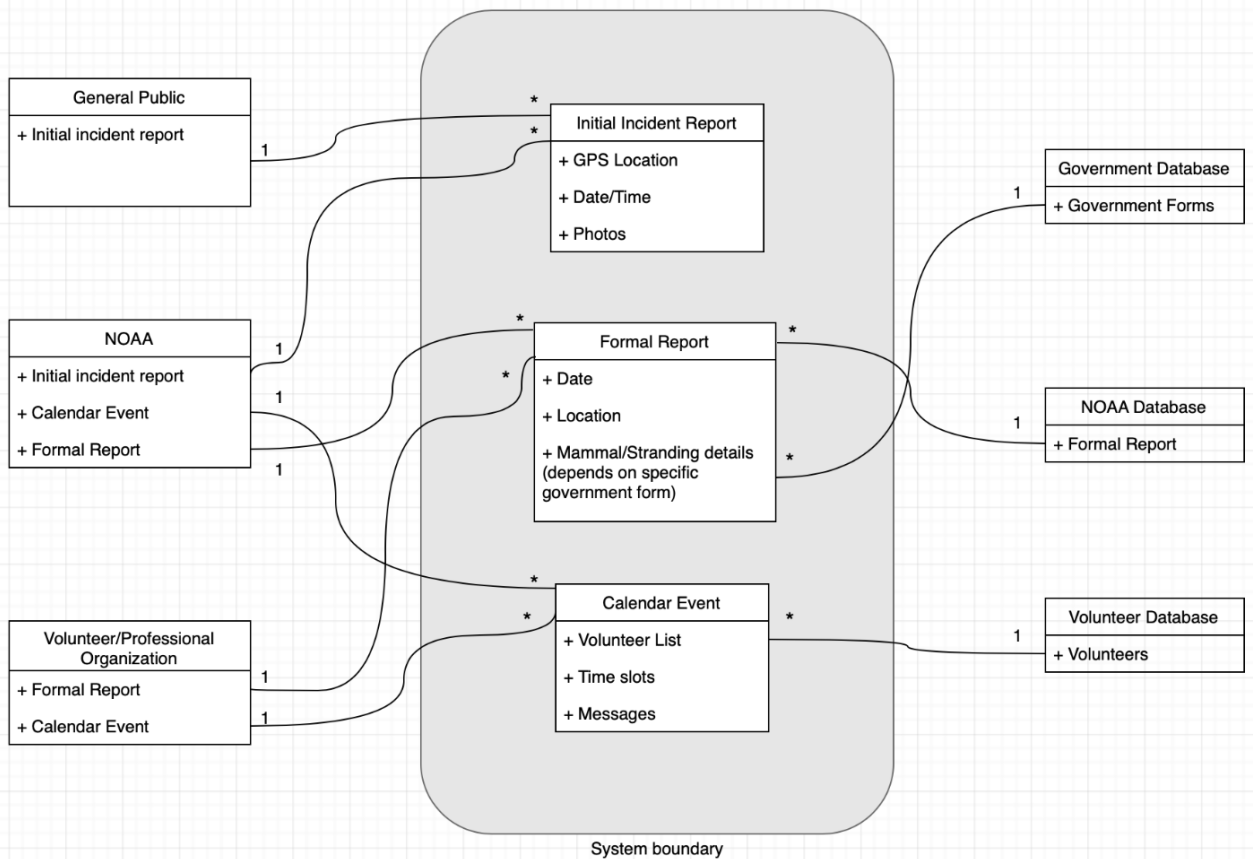 General Public
+ Initial incident report
1
*
*
Initial Incident Report
+ GPS Location
+ Date/Time
+ Photos
Government Database
+ Government Forms
1
NOAA
+ Initial incident report
+ Calendar Event
+ Formal Report
1
1
1
*
*
Formal Report
+ Date
+ Location
+ Mammal/Stranding details
(depends on specific
government form)
*
*
NOAA Database
+ Formal Report
1
Volunteer/Professional
Organization
+ Formal Report
+ Calendar Event
1
1
*
*
Calendar Event
+ Volunteer List
+ Time slots
+ Messages
*
Volunteer Database
+ Volunteers
1
System boundary